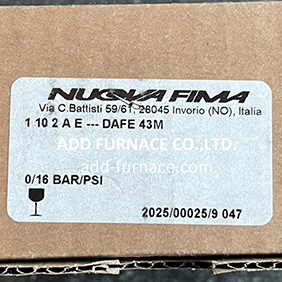 NUOVA FIMA
Via C.Battisti 59/61, 28045 Invorio (NO), Italia
1 10 2 A E --- DAFE 43M
ADD FURNACE CO.,LTD.
add-furnace.com
0/16 BAR/PSI
2025/00025/9 047